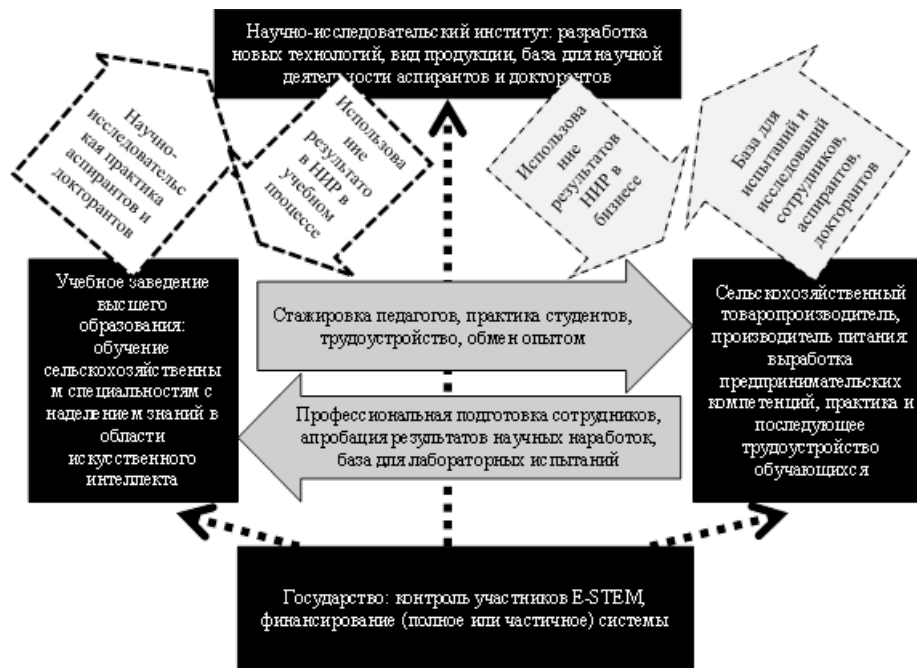 Научно-исследовательский институт: разработка
новых технологий, вид продукции, база для научной
деятельности аспирантов и докторантов
Научно-
исследовательс
кая практика
аспирантов и
докторантов
Использова
ние
результато
в НИР в
учебном
процессе
Использова
ние
результатов
НИР в
бизнесе
База для
испытаний и
исследований
сотрудников,
аспирантов,
докторантов
Учебное заведение
высшего
образования:
обучение
сельскохозяйственны
м специальностям с
наделением знаний в
области
искусственного
интеллекта
Стажировка педагогов, практика студентов,
трудоустройство, обмен опытом
Профессиональная подготовка сотрудников,
апробация результатов научных наработок,
база для лабораторных испытаний
Сельскохозяйственный
товаропроизводитель,
производитель питания:
выработка
предпринимательских
компетенций, практика и
последующее
трудоустройство
обучающихся
Государство: контроль участников E-STEM,
финансирование (полное или частичное) системы